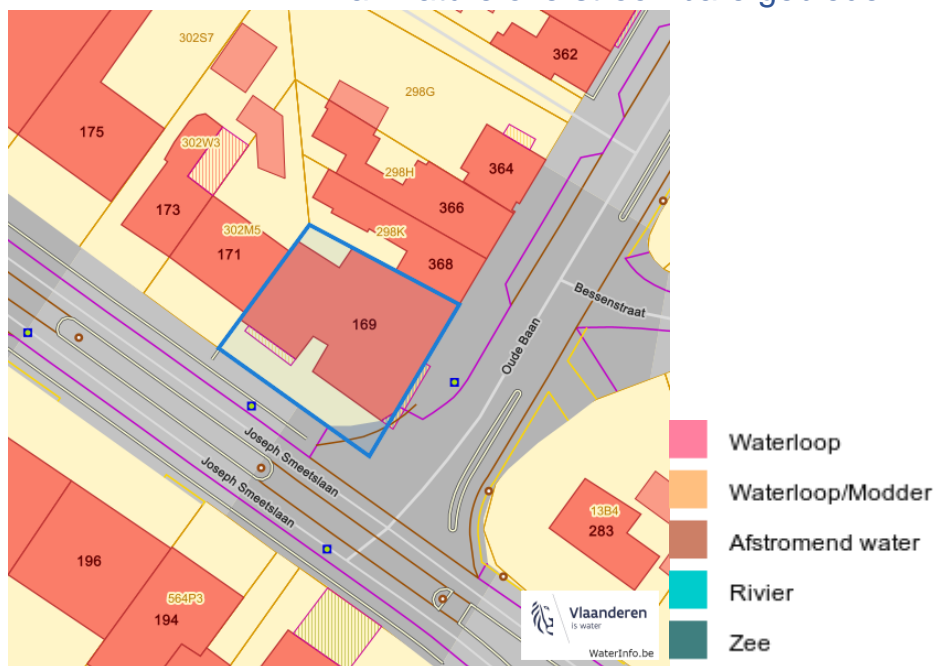 302S7
362
298G
175
302W3
364
298H
173
366
302M5
298K
171
368
169
Bessenstraat
Oude Baan
Joseph Smeetslaan
Joseph Smeetslaan
13B4
283
196
564P3
194
Vlaanderen
is water
WaterInfo.be
Waterloop
Waterloop/Modder
Afstromend water
Rivier
Zee